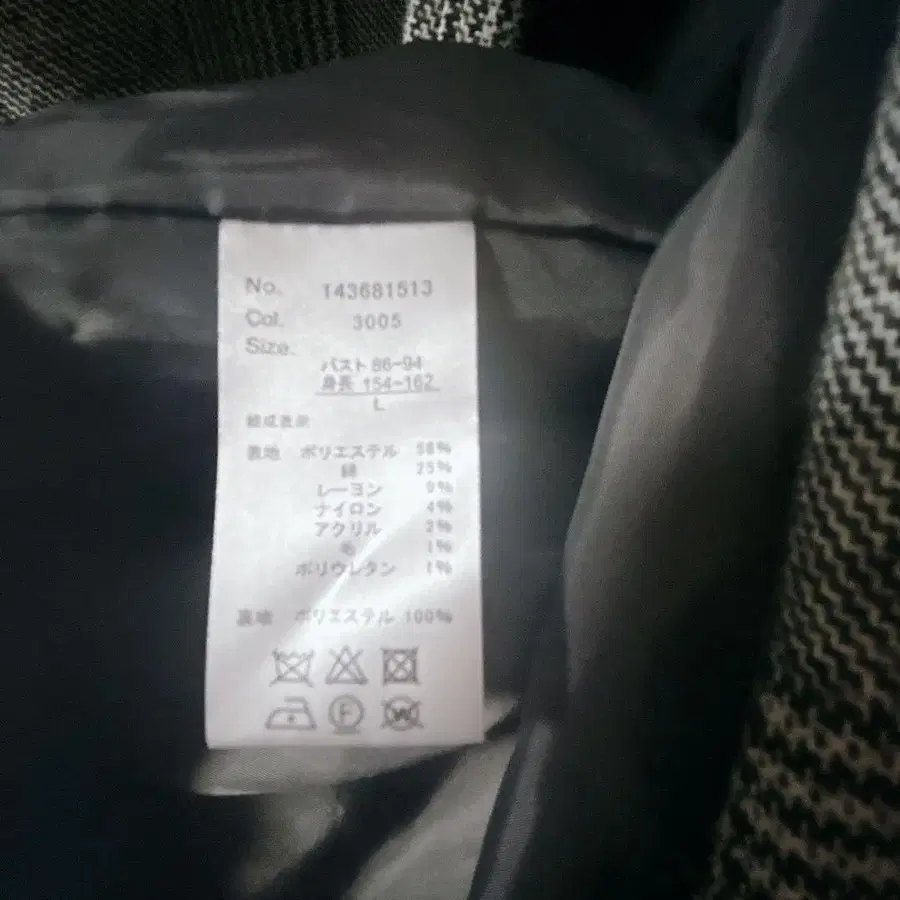 No. T43681513
Col. 3005
Size.
バスト 86-94
身長 154-162
L
組成表示
表地 ポリエステル 58%
綿 25%
レーヨン 9%
ナイロン 4%
アクリル 2%
毛 1%
ポリウレタン 1%
裏地 ポリエステル 100%
F W